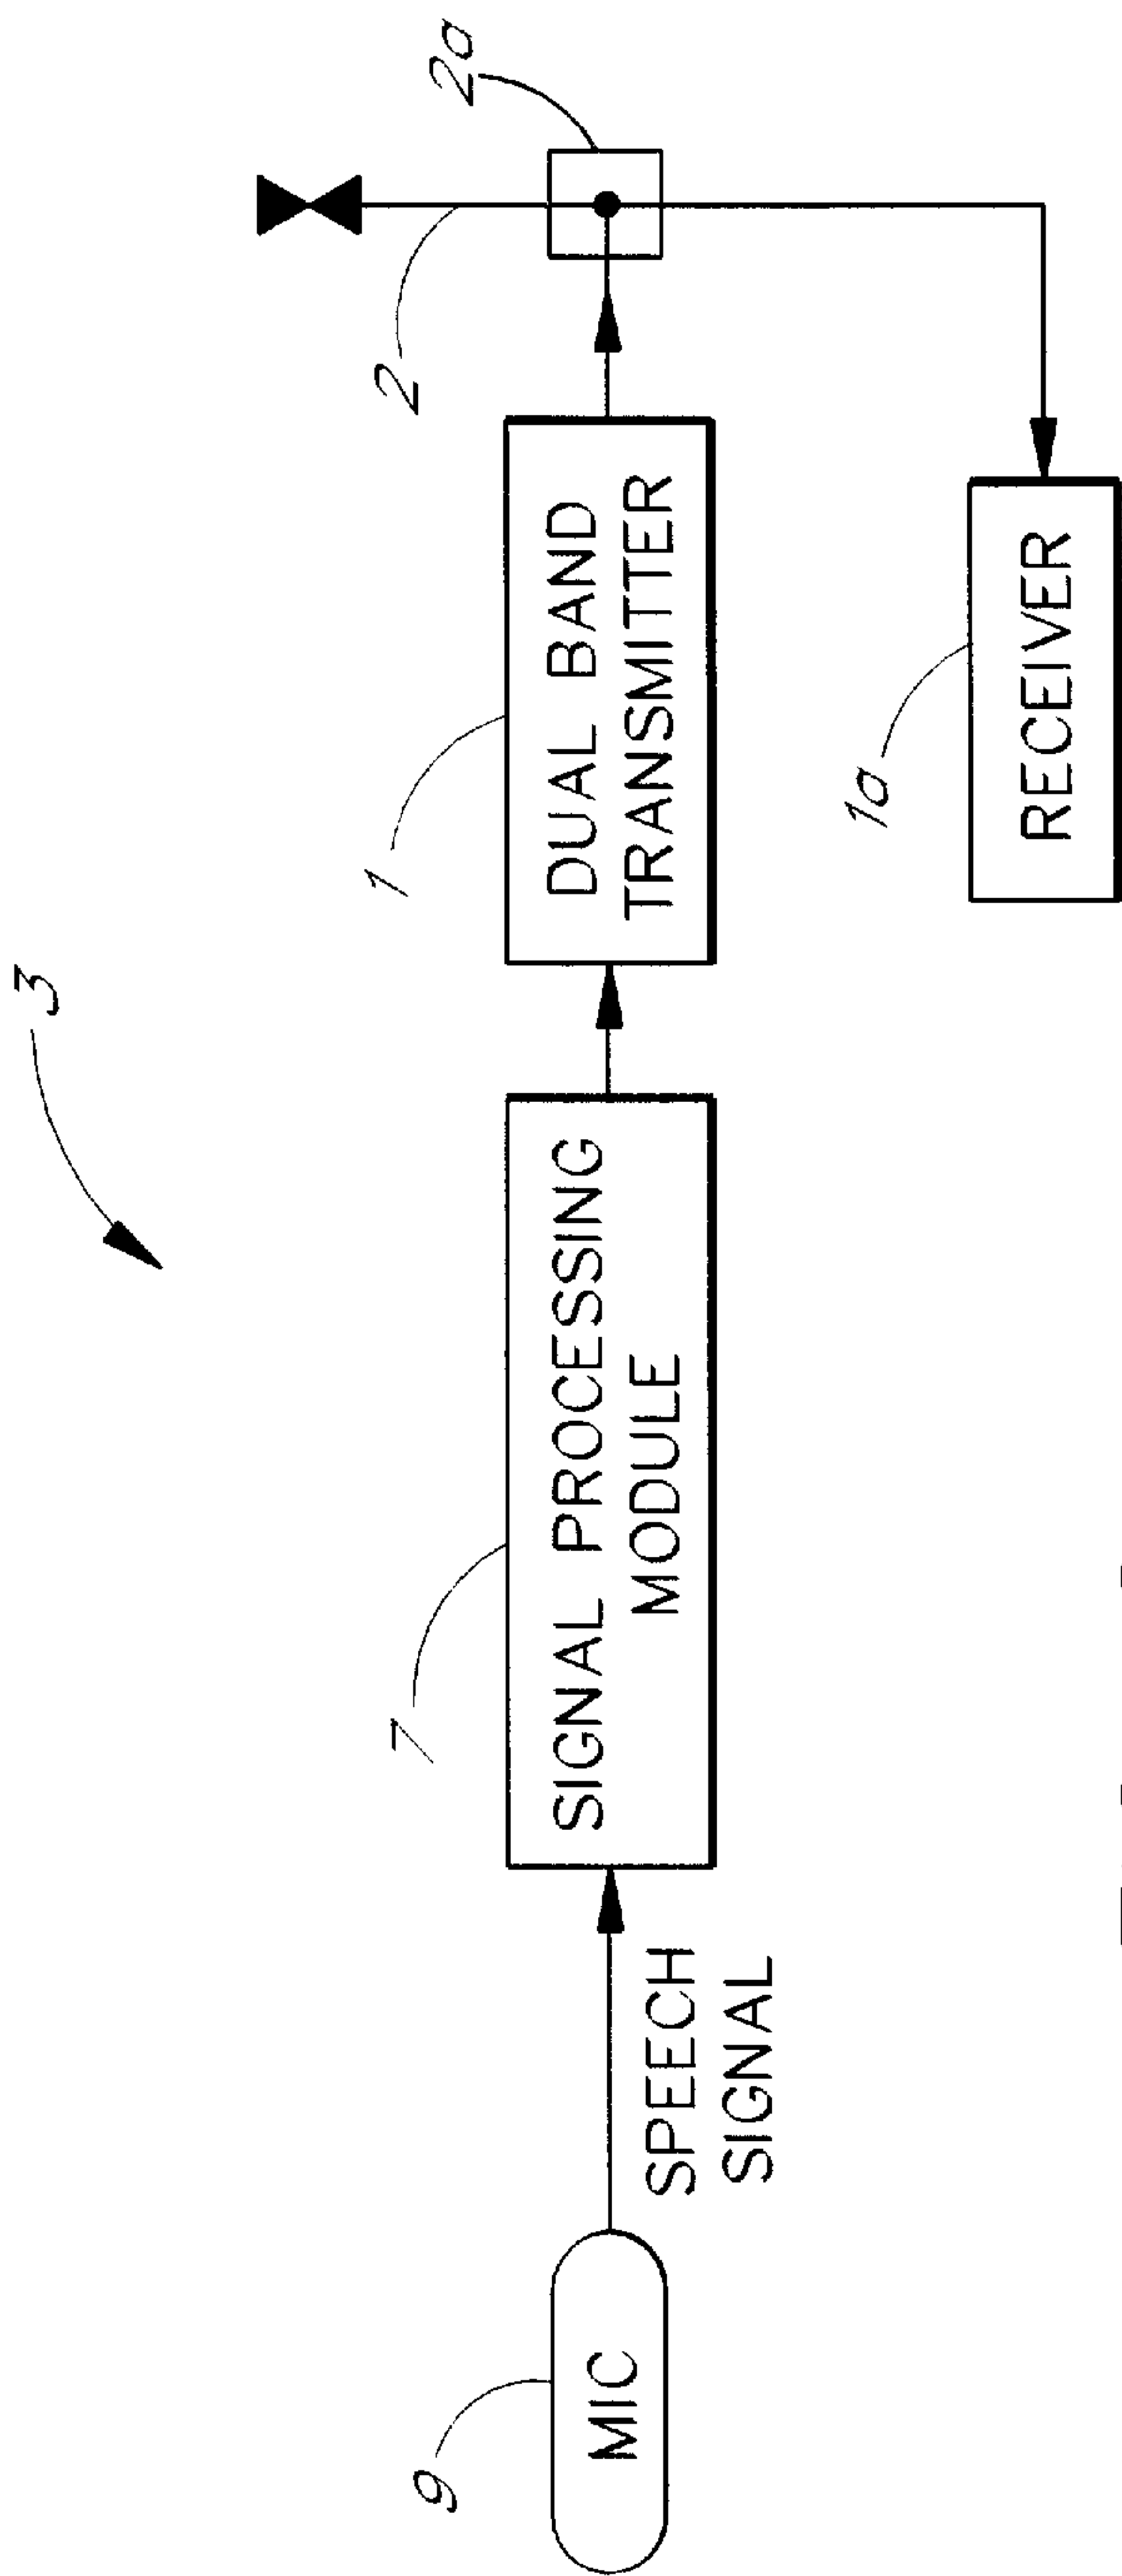 3
9
MIC
SPEECH
SIGNAL
7
SIGNAL PROCESSING
MODULE
1
DUAL BAND
TRANSMITTER
2
2a
1a
RECEIVER